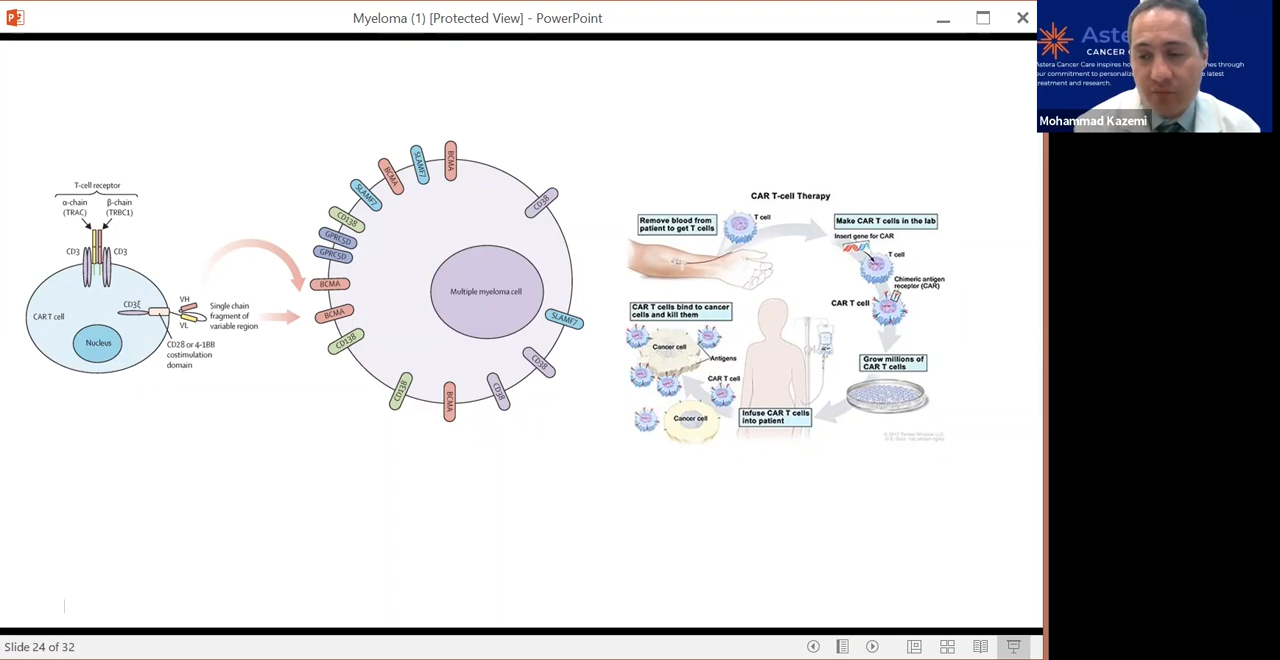 Myeloma (1) [Protected View] - PowerPoint
Aste
CANCER
Astera Cancer Care inspires ho
hes through
our commitment to personaliz
e latest
treatment and research.
Mohammad Kazemi
T-cell receptor
α-chain
(TRAC)
β-chain
(TRBC1)
CD3
CD3
CAR T cell
CD3ξ
VH
VL
Single chain
fragment of
variable region
Nucleus
CD28 or 4-1BB
costimulation
domain
BCMA
SLAMF7
BCMA
SLAMF7
CD138
GPRC5D
GPRC5D
BCMA
BCMA
CD138
CD138
BCMA
CD38
CD38
SLAMF7
CD38
Multiple myeloma cell
CAR T-cell Therapy
Remove blood from
patient to get T cells
T cell
Make CAR T cells in the lab
Insert gene for CAR
T cell
Chimeric antigen
receptor (CAR)
CAR T cell
CAR T cells bind to cancer
cells and kill them
Cancer cell
Antigens
CAR T cell
Cancer cell
Grow millions of
CAR T cells
Infuse CAR T cells
into patient
Slide 24 of 32